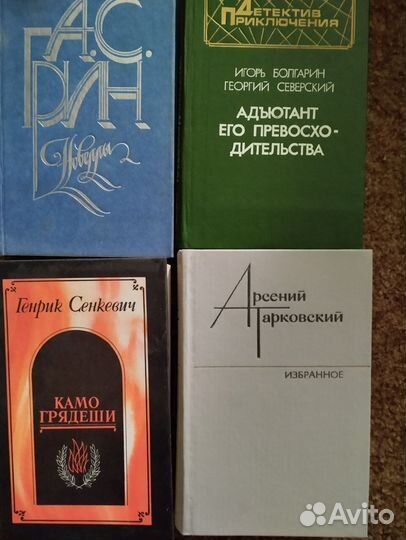 А.С.
ГРИН
Новеллы
Детектив
Приключения
ИГОРЬ БОЛГАРИН
ГЕОРГИЙ СЕВЕРСКИЙ
АДЪЮТАНТ
ЕГО ПРЕВОСХО-
ДИТЕЛЬСТВА
Генрик Сенкевич
КАМО
ГРЯДЕШИ
Арсений
Тарковский
ИЗБРАННОЕ
Avito